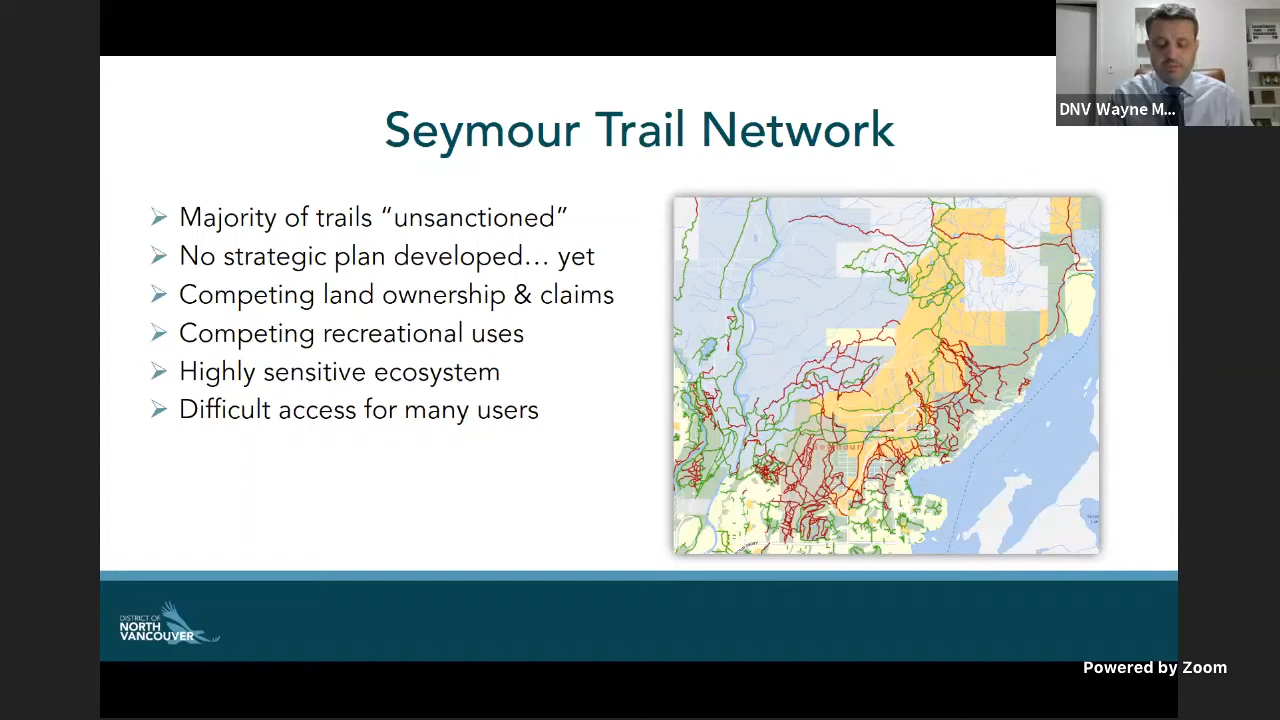 DNV Wayne M...
Seymour Trail Network
Majority of trails “unsanctioned”
No strategic plan developed... yet
Competing land ownership & claims
Competing recreational uses
Highly sensitive ecosystem
Difficult access for many users
Seymour
DISTRICT OF
NORTH
VANCOUVER
Powered by Zoom